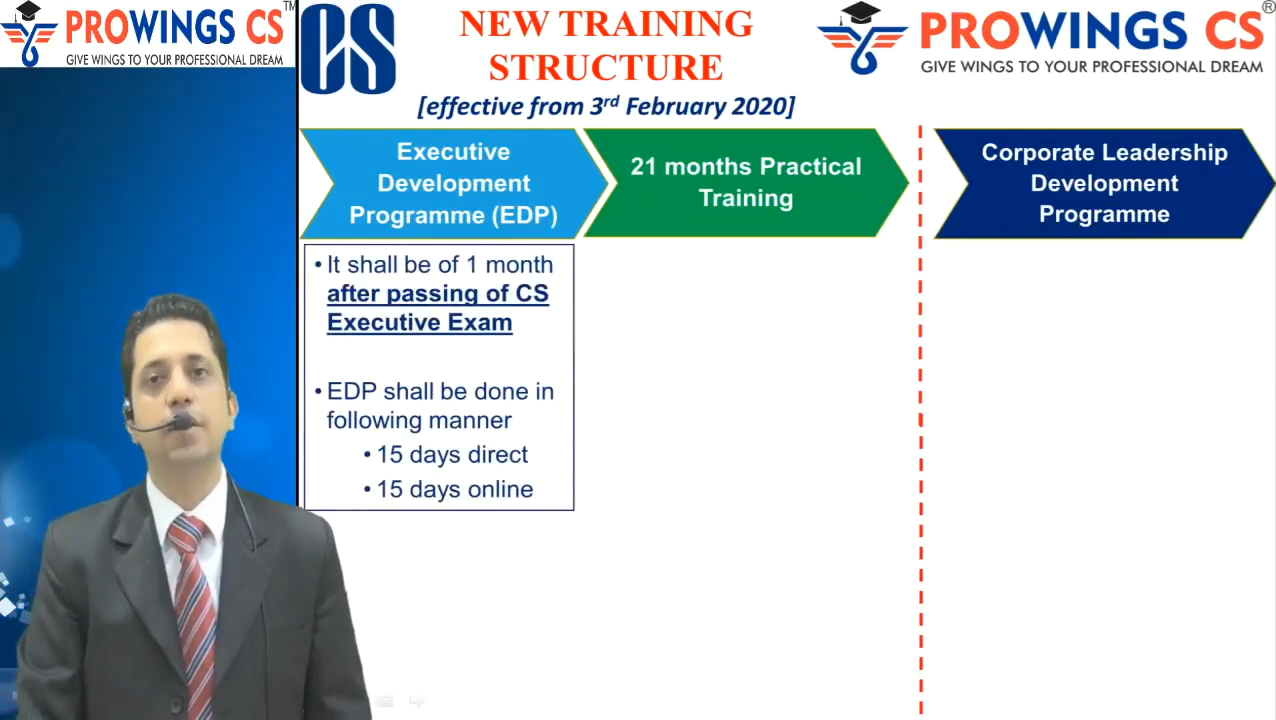 PROWINGS CS™
GIVE WINGS TO YOUR PROFESSIONAL DREAM
CS
NEW TRAINING
STRUCTURE
[effective from 3rd February 2020]
PROWINGS CS®
GIVE WINGS TO YOUR PROFESSIONAL DREAM
Executive
Development
Programme (EDP)
21 months Practical
Training
Corporate Leadership
Development
Programme
• It shall be of 1 month
after passing of CS
Executive Exam
• EDP shall be done in
following manner
• 15 days direct
• 15 days online